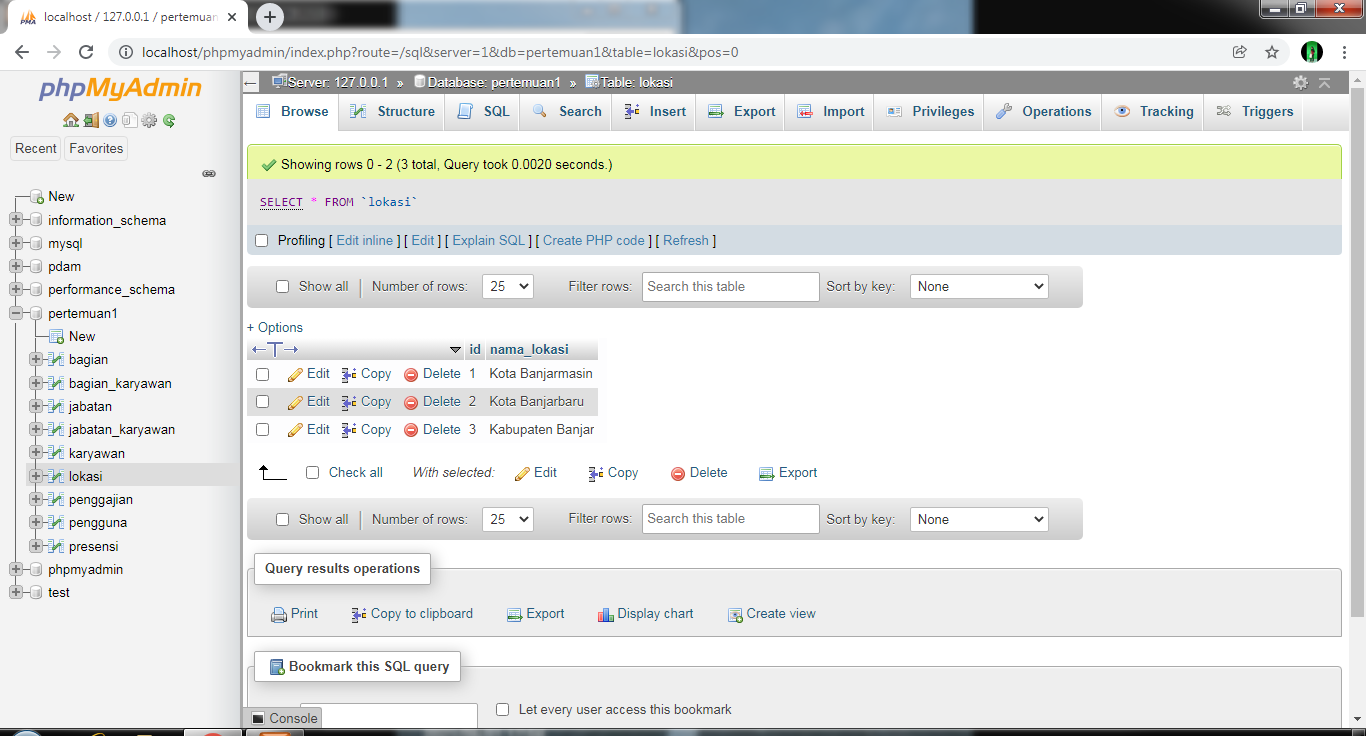 localhost / 127.0.0.1 / pertemuan
localhost/phpmyadmin/index.php?route=/sql&server=1&db=pertemuan1&table=lokasi&pos=0
phpMyAdmin
Recent Favorites
New
information_schema
mysql
pdam
performance_schema
pertemuan1
New
bagian
bagian_karyawan
jabatan
jabatan_karyawan
karyawan
lokasi
penggajian
pengguna
presensi
phpmyadmin
test
Server: 127.0.0.1 » Database: pertemuan1 » Table: lokasi
Browse Structure SQL Search Insert Export Import Privileges Operations Tracking Triggers
Showing rows 0 - 2 (3 total, Query took 0.0020 seconds.)
SELECT * FROM `lokasi`
Profiling [ Edit inline ] [ Edit ] [ Explain SQL ] [ Create PHP code ] [ Refresh ]
Show all Number of rows: 25 Filter rows: Search this table Sort by key: None
+ Options
id nama_lokasi
Edit Copy Delete 1 Kota Banjarmasin
Edit Copy Delete 2 Kota Banjarbaru
Edit Copy Delete 3 Kabupaten Banjar
Check all With selected: Edit Copy Delete Export
Show all Number of rows: 25 Filter rows: Search this table Sort by key: None
Query results operations
Print Copy to clipboard Export Display chart Create view
Bookmark this SQL query
Let every user access this bookmark
Console